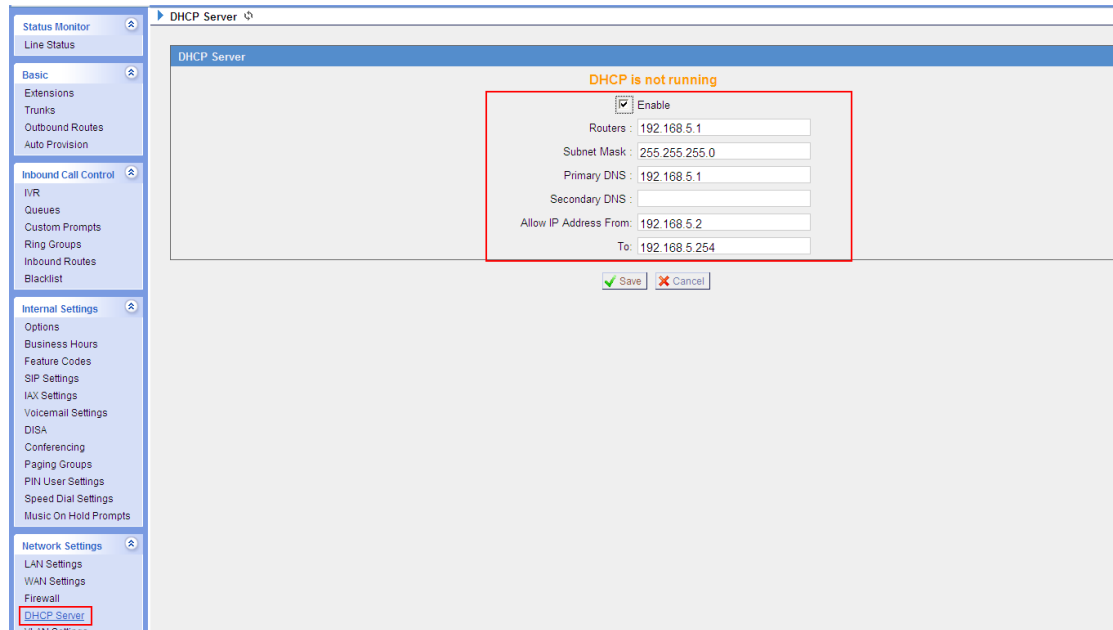 Status Monitor
Line Status
Basic
Extensions
Trunks
Outbound Routes
Auto Provision
Inbound Call Control
IVR
Queues
Custom Prompts
Ring Groups
Inbound Routes
Blacklist
Internal Settings
Options
Business Hours
Feature Codes
SIP Settings
IAX Settings
Voicemail Settings
DISA
Conferencing
Paging Groups
PIN User Settings
Speed Dial Settings
Music On Hold Prompts
Network Settings
LAN Settings
WAN Settings
Firewall
DHCP Server
VLAN Settings
DHCP Server
DHCP Server
DHCP is not running
Enable
Routers : 192.168.5.1
Subnet Mask : 255.255.255.0
Primary DNS : 192.168.5.1
Secondary DNS :
Allow IP Address From: 192.168.5.2
To: 192.168.5.254
Save Cancel